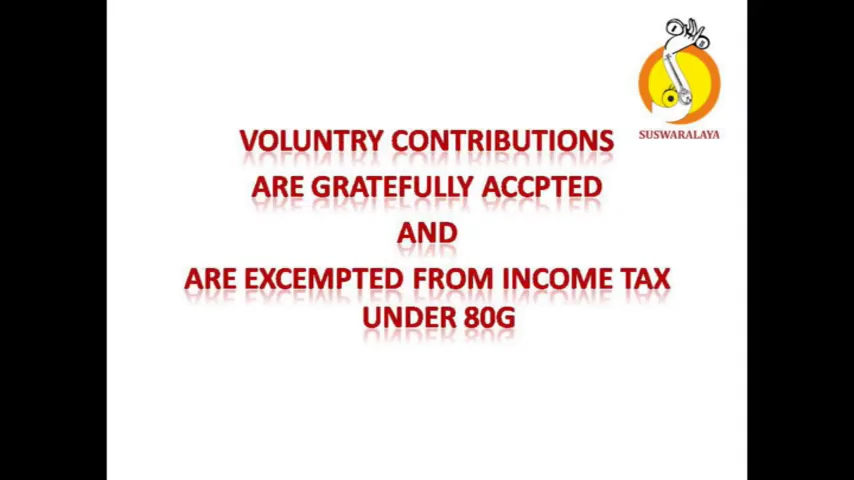 SUSWARALAYA
VOLUNTRY CONTRIBUTIONS
ARE GRATEFULLY ACCPTED
AND
ARE EXCEMPTED FROM INCOME TAX
UNDER 80G